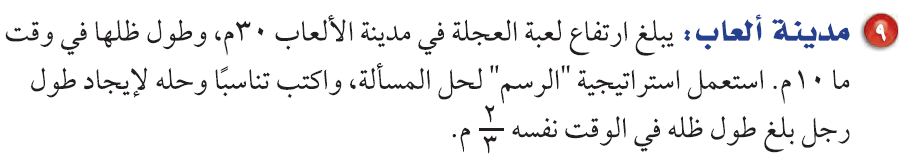 ٩ مدينة ألعاب: يبلغ ارتفاع لعبة العجلة في مدينة الألعاب ٣٠م، وطول ظلها في وقت
ما ١٠م. استعمل استراتيجية "الرسم" لحل المسألة، واكتب تناسبًا وحله لإيجاد طول
رجل بلغ طول ظله في الوقت نفسه ٢/٣ م.